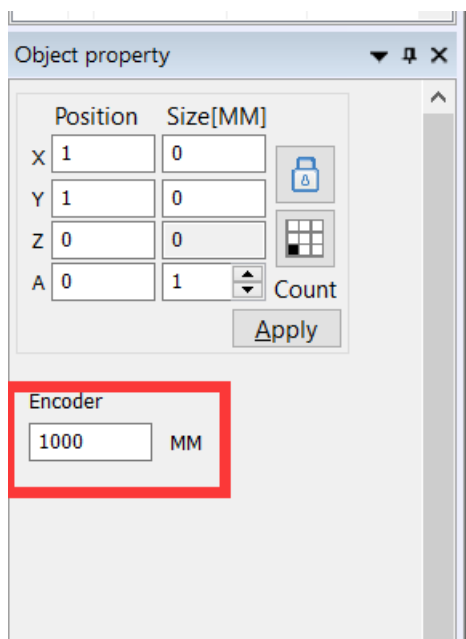 Object property
Position Size[MM]
X 1 0
Y 1 0
Z 0 0
A 0 1 Count
Apply
Encoder
1000 MM